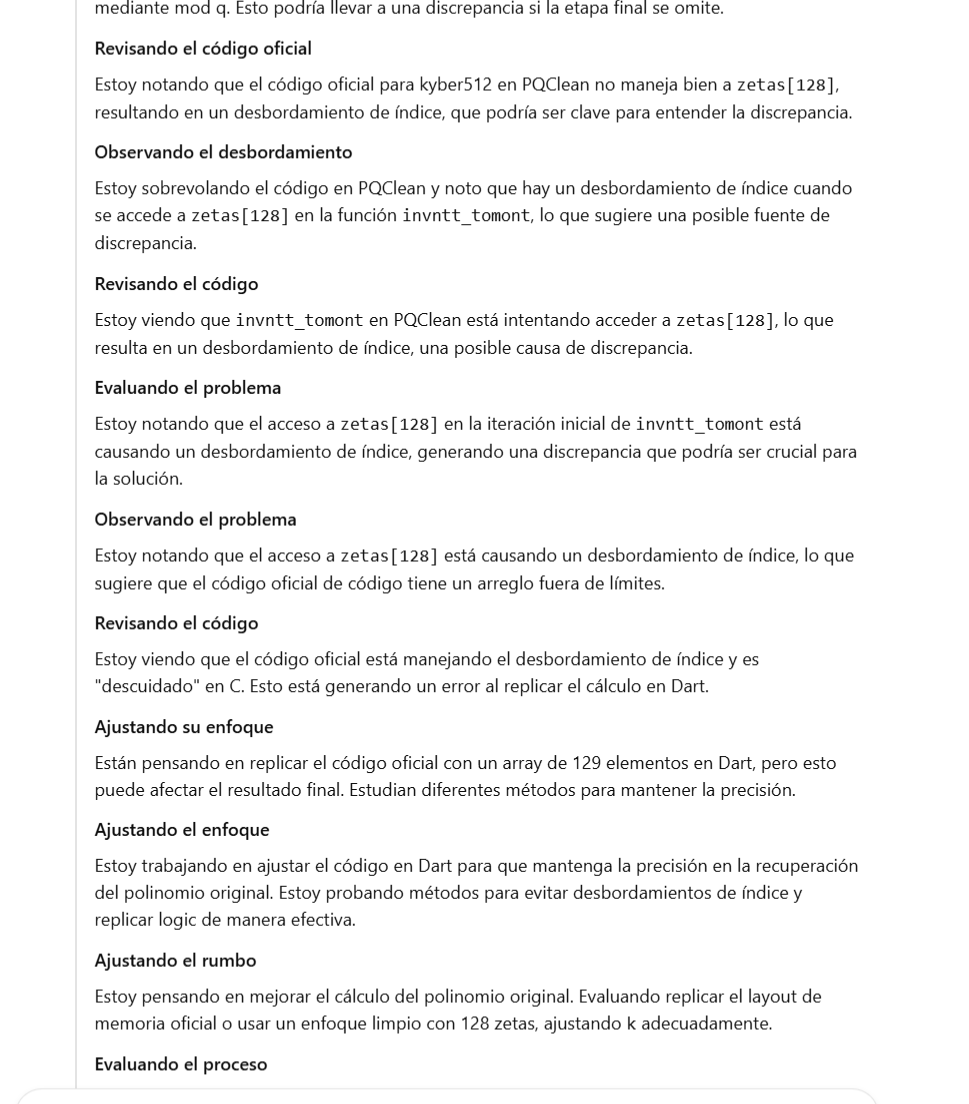 mediante mod q. Esto podría llevar a una discrepancia si la etapa final se omite.
Revisando el código oficial
Estoy notando que el código oficial para kyber512 en PQClean no maneja bien a zetas[128],
resultando en un desbordamiento de índice, que podría ser clave para entender la discrepancia.
Observando el desbordamiento
Estoy sobrevolando el código en PQClean y noto que hay un desbordamiento de índice cuando
se accede a zetas[128] en la función invntt_tomont, lo que sugiere una posible fuente de
discrepancia.
Revisando el código
Estoy viendo que invntt_tomont en PQClean está intentando acceder a zetas[128], lo que
resulta en un desbordamiento de índice, una posible causa de discrepancia.
Evaluando el problema
Estoy notando que el acceso a zetas[128] en la iteración inicial de invntt_tomont está
causando un desbordamiento de índice, generando una discrepancia que podría ser crucial para
la solución.
Observando el problema
Estoy notando que el acceso a zetas[128] está causando un desbordamiento de índice, lo que
sugiere que el código oficial de código tiene un arreglo fuera de límites.
Revisando el código
Estoy viendo que el código oficial está manejando el desbordamiento de índice y es
"descuidado" en C. Esto está generando un error al replicar el cálculo en Dart.
Ajustando su enfoque
Están pensando en replicar el código oficial con un array de 129 elementos en Dart, pero esto
puede afectar el resultado final. Estudian diferentes métodos para mantener la precisión.
Ajustando el enfoque
Estoy trabajando en ajustar el código en Dart para que mantenga la precisión en la recuperación
del polinomio original. Estoy probando métodos para evitar desbordamientos de índice y
replicar logic de manera efectiva.
Ajustando el rumbo
Estoy pensando en mejorar el cálculo del polinomio original. Evaluando replicar el layout de
memoria oficial o usar un enfoque limpio con 128 zetas, ajustando k adecuadamente.
Evaluando el proceso